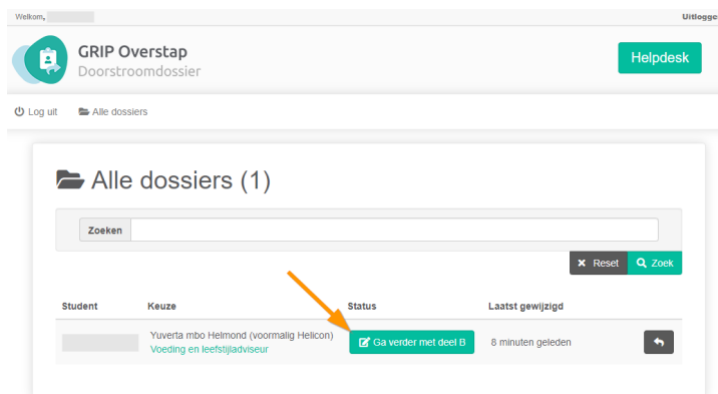 Welkom,
Uitlogge
GRIP Overstap
Doorstroomdossier
Helpdesk
Log uit
Alle dossiers
Alle dossiers (1)
Zoeken
Reset
Zoek
Student
Keuze
Status
Laatst gewijzigd
Yuverta mbo Helmond (voormalig Helicon)
Voeding en leefstijladviseur
Ga verder met deel B
8 minuten geleden